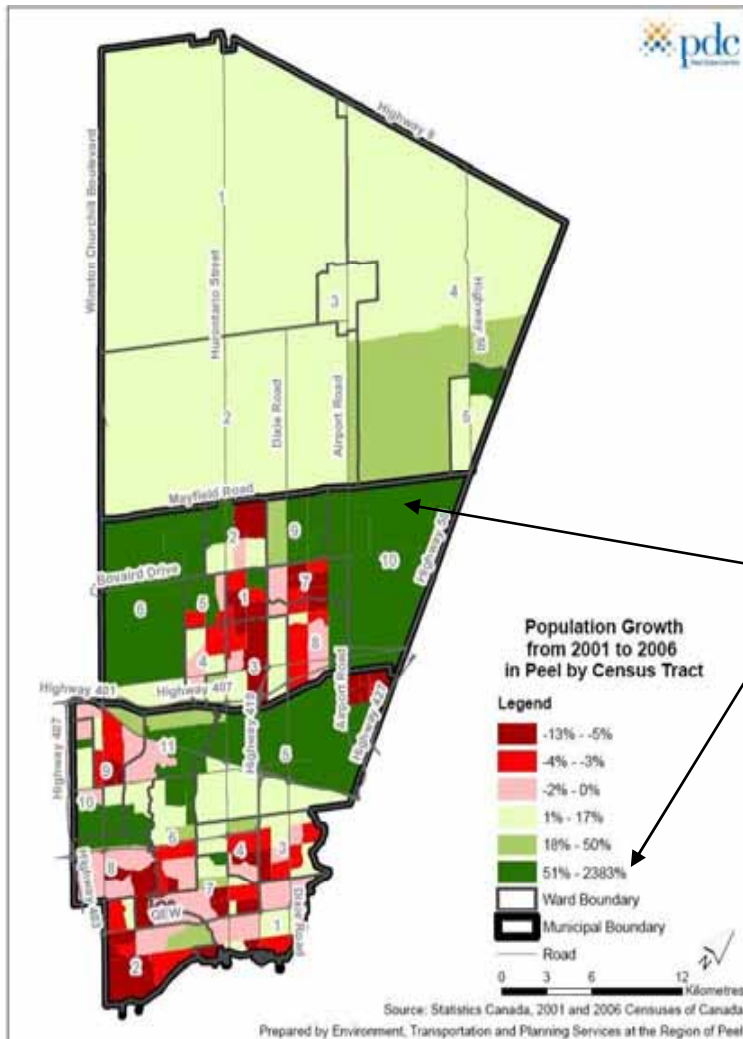 pdc
Peel Data Centre
Highway 9
Winston Churchill Boulevard
1
Hurontario Street
3
4
Highway 50
2
Dixie Road
Airport Road
5
Mayfield Road
2
9
10
Highway 50
Bovaird Drive
6
5
1
7
4
3
8
Airport Road
Highway 401
Highway 407
Highway 410
Highway 427
Highway 407
11
5
9
10
6
4
3
8
7
Highway 403
QEW
Dixie Road
1
2
Population Growth
from 2001 to 2006
in Peel by Census Tract
Legend
-13% - -5%
-4% - -3%
-2% - 0%
1% - 17%
18% - 50%
51% - 2383%
Ward Boundary
Municipal Boundary
Road
N
0 3 6 12
Kilometres
Source: Statistics Canada, 2001 and 2006 Censuses of Canada
Prepared by Environment, Transportation and Planning Services at the Region of Peel